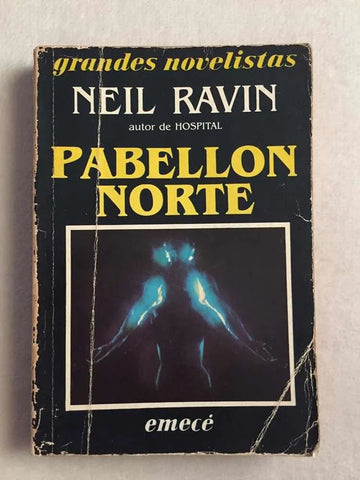 grandes novelistas
NEIL RAVIN
autor de HOSPITAL
PABELLON
NORTE
emecé